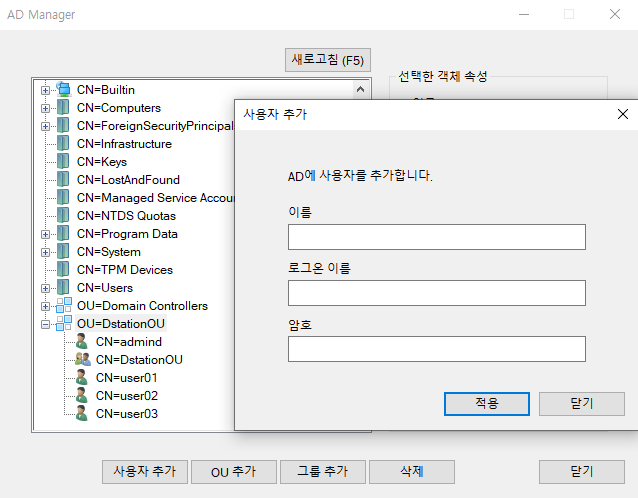 AD Manager
새로고침 (F5)
선택한 객체 속성
CN=Builtin
CN=Computers
CN=ForeignSecurityPrincipal
CN=Infrastructure
CN=Keys
CN=LostAndFound
CN=Managed Service Accou
CN=NTDS Quotas
CN=Program Data
CN=System
CN=TPM Devices
CN=Users
OU=Domain Controllers
OU=DstationOU
CN=admind
CN=DstationOU
CN=user01
CN=user02
CN=user03
사용자 추가
AD에 사용자를 추가합니다.
이름
로그온 이름
암호
적용
닫기
사용자 추가
OU 추가
그룹 추가
삭제
닫기